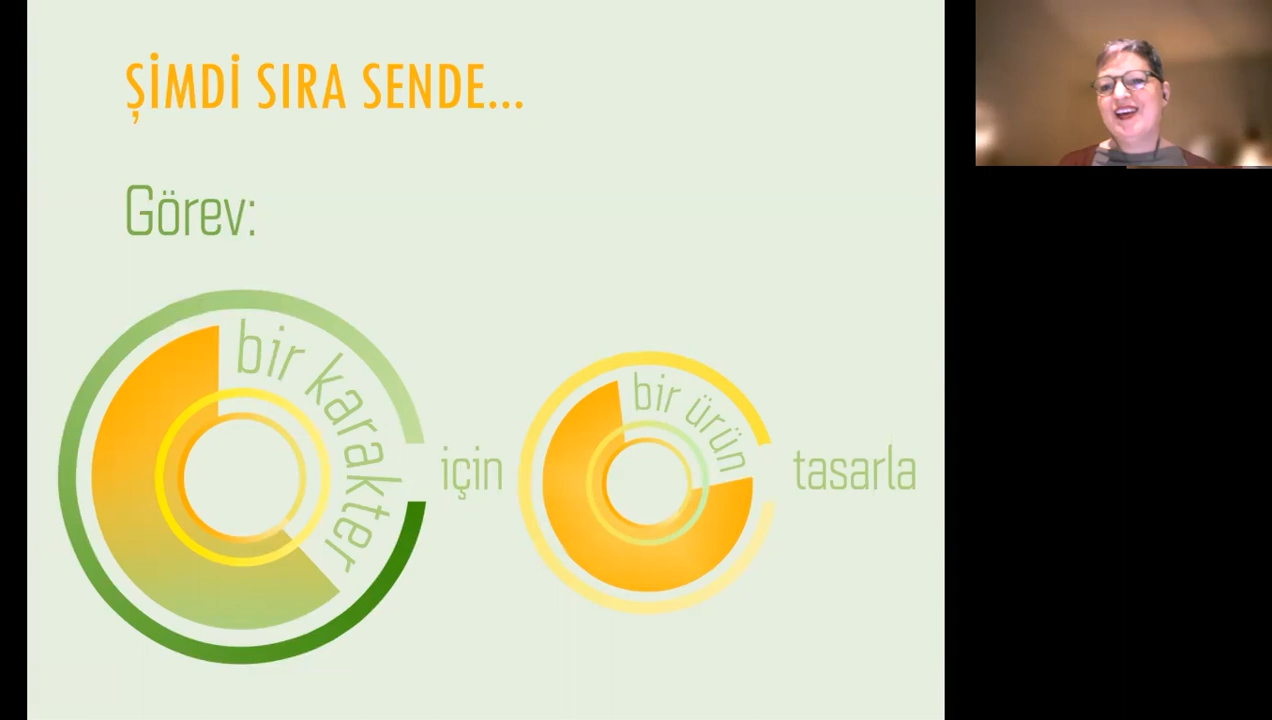 ŞİMDİ SIRA SENDE...
Görev:
bir karakter
için
bir ürün
tasarla